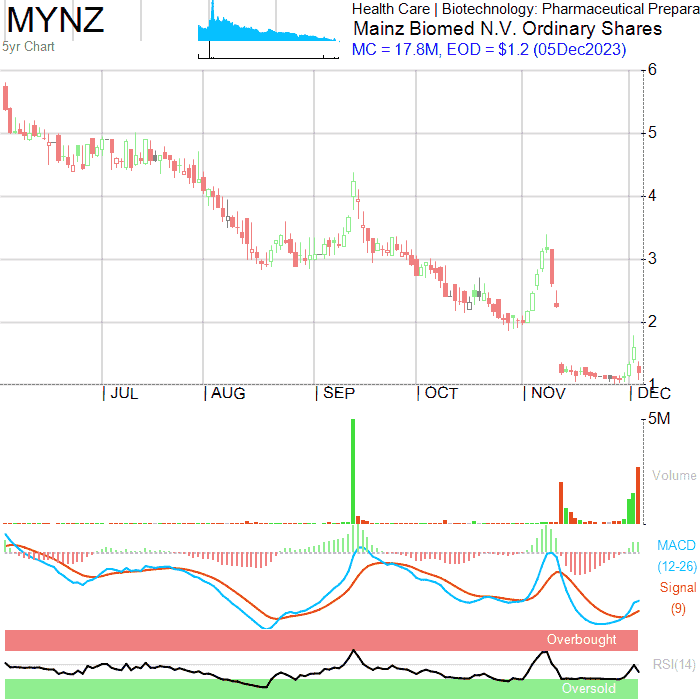 MYNZ
5yr Chart
Health Care | Biotechnology: Pharmaceutical Prepara
Mainz Biomed N.V. Ordinary Shares
MC = 17.8M, EOD = $1.2 (05Dec2023)
6
5
4
3
2
1
JUL AUG SEP OCT NOV DEC
5M
Volume
MACD
(12-26)
Signal
(9)
Overbought
RSI(14)
Oversold